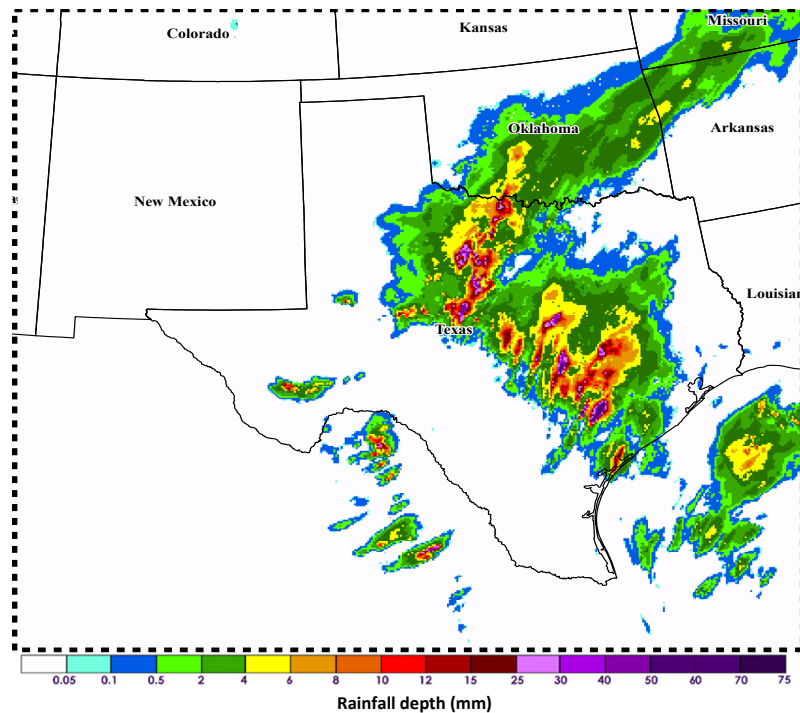 Missouri
Colorado
Kansas
Oklahoma
Arkansas
New Mexico
Louisian
Texas
0.05 0.1 0.5 2 4 6 8 10 12 15 25 30 40 50 60 70 75
Rainfall depth (mm)